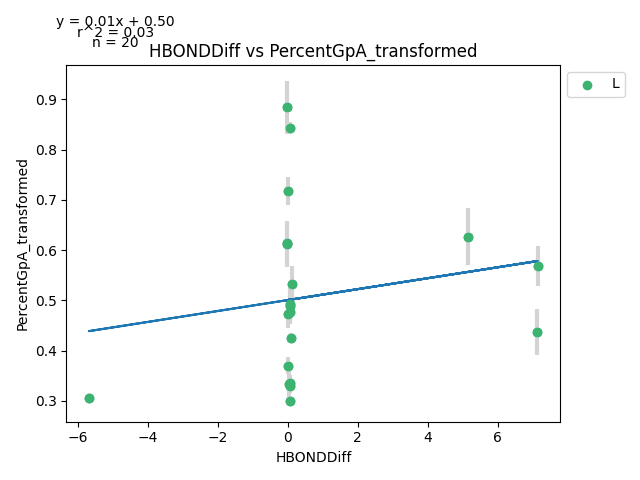 y = 0.01x + 0.50
r^2 = 0.03
n = 20
HBONDDiff vs PercentGpA_transformed
L
PercentGpA_transformed
0.9
0.8
0.7
0.6
0.5
0.4
0.3
−6
−4
−2
0
2
4
6
HBONDDiff